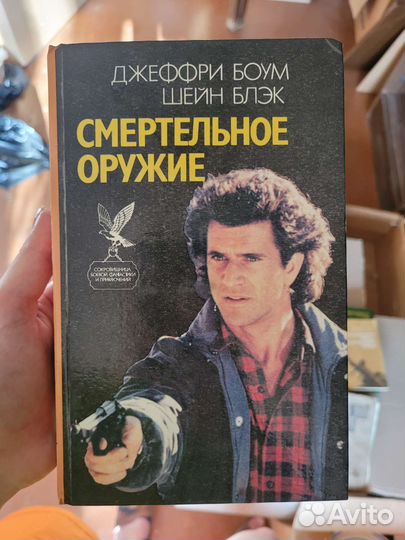 ДЖЕФФРИ БОУМ
ШЕЙН БЛЭК
СМЕРТЕЛЬНОЕ
ОРУЖИЕ
СОКРОВИЩНИЦА
БОЕВОЙ ФАНТАСТИКИ
И ПРИКЛЮЧЕНИЙ
Avito